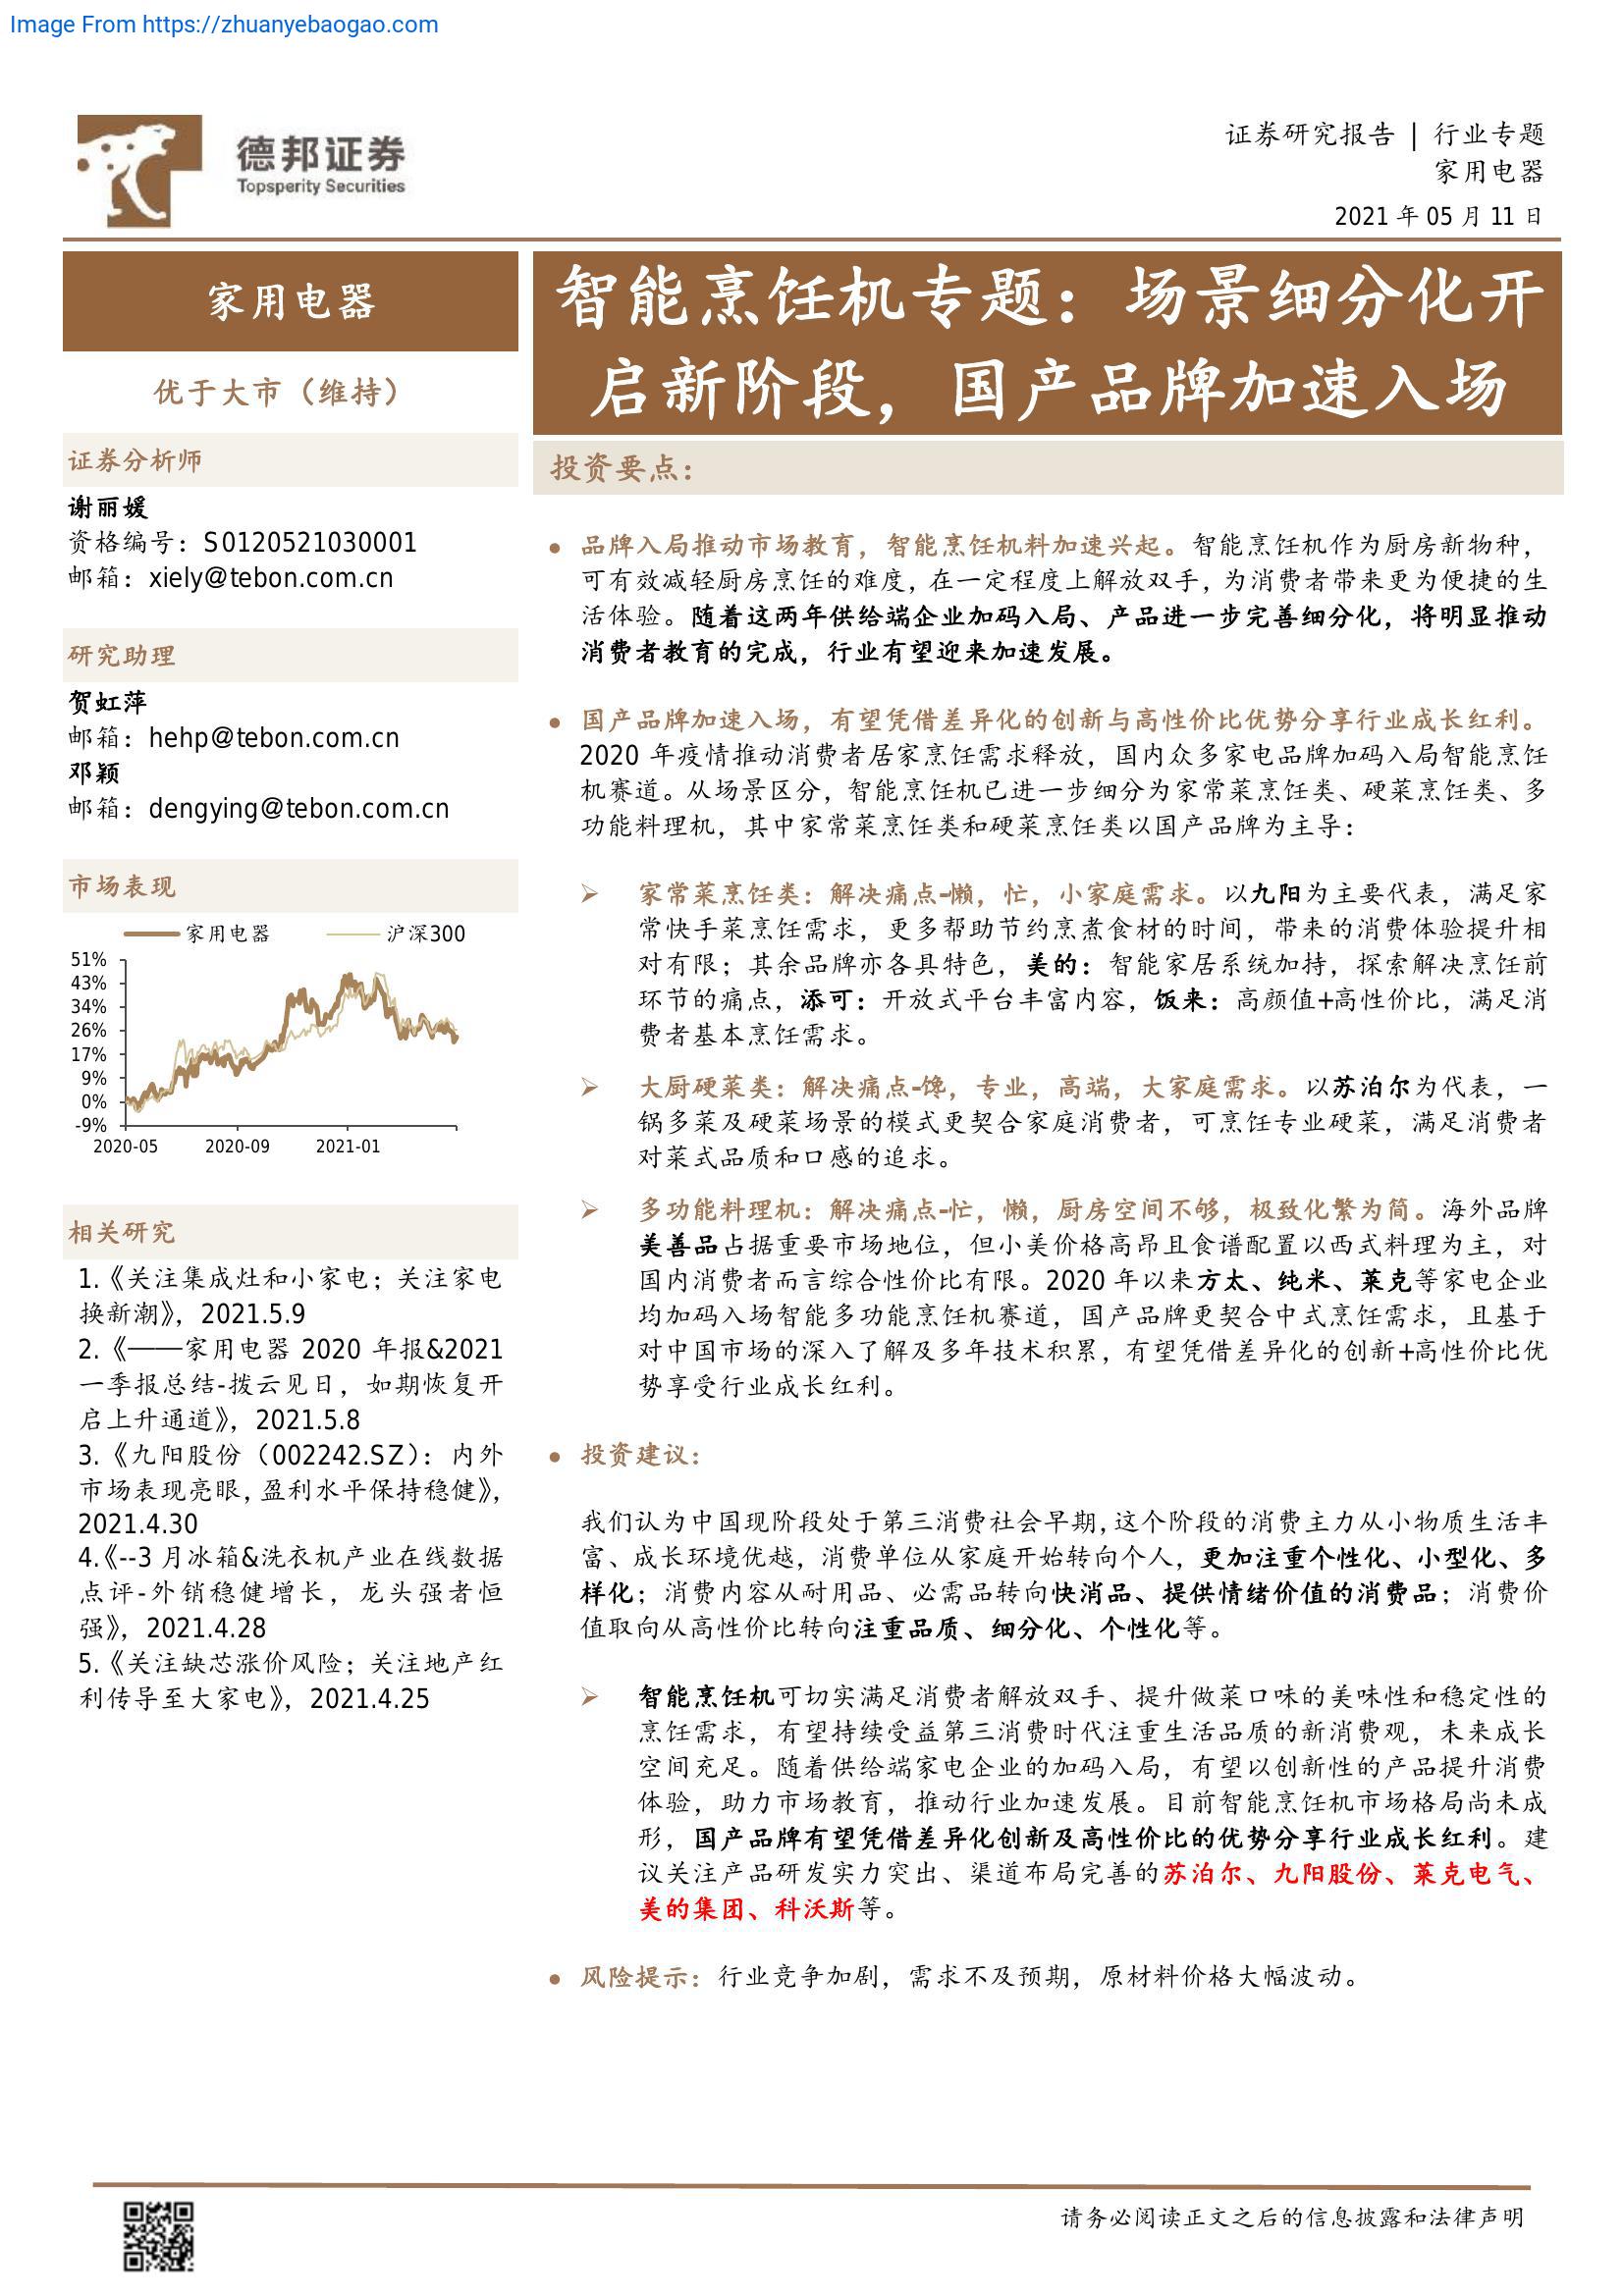 Image From https://zhuanyebaogao.com
德邦证券
Topsperity Securities
证券研究报告 | 行业专题
家用电器
2021 年 05 月 11 日
家用电器
优于大市（维持）
证券分析师
谢丽媛
资格编号：S0120521030001
邮箱：xiely@tebon.com.cn
研究助理
贺虹萍
邮箱：hehp@tebon.com.cn
邓颖
邮箱：dengying@tebon.com.cn
市场表现
家用电器 沪深300
51%
43%
34%
26%
17%
9%
0%
-9%
2020-05 2020-09 2021-01
相关研究
1.《关注集成灶和小家电；关注家电
换新潮》，2021.5.9
2.《——家用电器 2020 年报&2021
一季报总结-拨云见日，如期恢复开
启上升通道》，2021.5.8
3.《九阳股份（002242.SZ）：内外
市场表现亮眼，盈利水平保持稳健》，
2021.4.30
4.《--3 月冰箱&洗衣机产业在线数据
点评-外销稳健增长，龙头强者恒
强》，2021.4.28
5.《关注缺芯涨价风险；关注地产红
利传导至大家电》，2021.4.25
智能烹饪机专题：场景细分化开
启新阶段，国产品牌加速入场
投资要点：
● 品牌入局推动市场教育，智能烹饪机料加速兴起。智能烹饪机作为厨房新物种，
可有效减轻厨房烹饪的难度，在一定程度上解放双手，为消费者带来更为便捷的生
活体验。随着这两年供给端企业加码入局、产品进一步完善细分化，将明显推动
消费者教育的完成，行业有望迎来加速发展。
● 国产品牌加速入场，有望凭借差异化的创新与高性价比优势分享行业成长红利。
2020 年疫情推动消费者居家烹饪需求释放，国内众多家电品牌加码入局智能烹饪
机赛道。从场景区分，智能烹饪机已进一步细分为家常菜烹饪类、硬菜烹饪类、多
功能料理机，其中家常菜烹饪类和硬菜烹饪类以国产品牌为主导：
➢ 家常菜烹饪类：解决痛点-懒，忙，小家庭需求。以九阳为主要代表，满足家
常快手菜烹饪需求，更多帮助节约烹煮食材的时间，带来的消费体验提升相
对有限；其余品牌亦各具特色，美的：智能家居系统加持，探索解决烹饪前
环节的痛点，添可：开放式平台丰富内容，饭来：高颜值+高性价比，满足消
费者基本烹饪需求。
➢ 大厨硬菜类：解决痛点-馋，专业，高端，大家庭需求。以苏泊尔为代表，一
锅多菜及硬菜场景的模式更契合家庭消费者，可烹饪专业硬菜，满足消费者
对菜式品质和口感的追求。
➢ 多功能料理机：解决痛点-忙，懒，厨房空间不够，极致化繁为简。海外品牌
美善品占据重要市场地位，但小美价格高昂且食谱配置以西式料理为主，对
国内消费者而言综合性价比有限。2020 年以来方太、纯米、莱克等家电企业
均加码入场智能多功能烹饪机赛道，国产品牌更契合中式烹饪需求，且基于
对中国市场的深入了解及多年技术积累，有望凭借差异化的创新+高性价比优
势享受行业成长红利。
● 投资建议：
我们认为中国现阶段处于第三消费社会早期，这个阶段的消费主力从小物质生活丰
富、成长环境优越，消费单位从家庭开始转向个人，更加注重个性化、小型化、多
样化；消费内容从耐用品、必需品转向快消品、提供情绪价值的消费品；消费价
值取向从高性价比转向注重品质、细分化、个性化等。
➢ 智能烹饪机可切实满足消费者解放双手、提升做菜口味的美味性和稳定性的
烹饪需求，有望持续受益第三消费时代注重生活品质的新消费观，未来成长
空间充足。随着供给端家电企业的加码入局，有望以创新性的产品提升消费
体验，助力市场教育，推动行业加速发展。目前智能烹饪机市场格局尚未成
形，国产品牌有望凭借差异化创新及高性价比的优势分享行业成长红利。建
议关注产品研发实力突出、渠道布局完善的苏泊尔、九阳股份、莱克电气、
美的集团、科沃斯等。
● 风险提示：行业竞争加剧，需求不及预期，原材料价格大幅波动。
请务必阅读正文之后的信息披露和法律声明